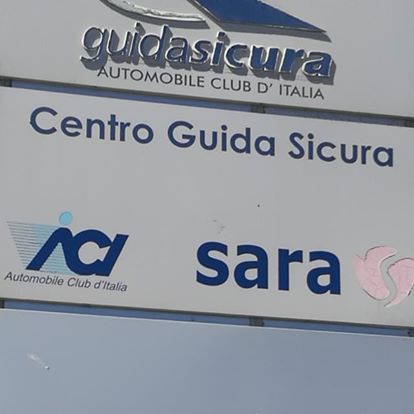 guidasicura
AUTOMOBILE CLUB D' ITALIA
Centro Guida Sicura
ACI
Automobile Club d'Italia
sara